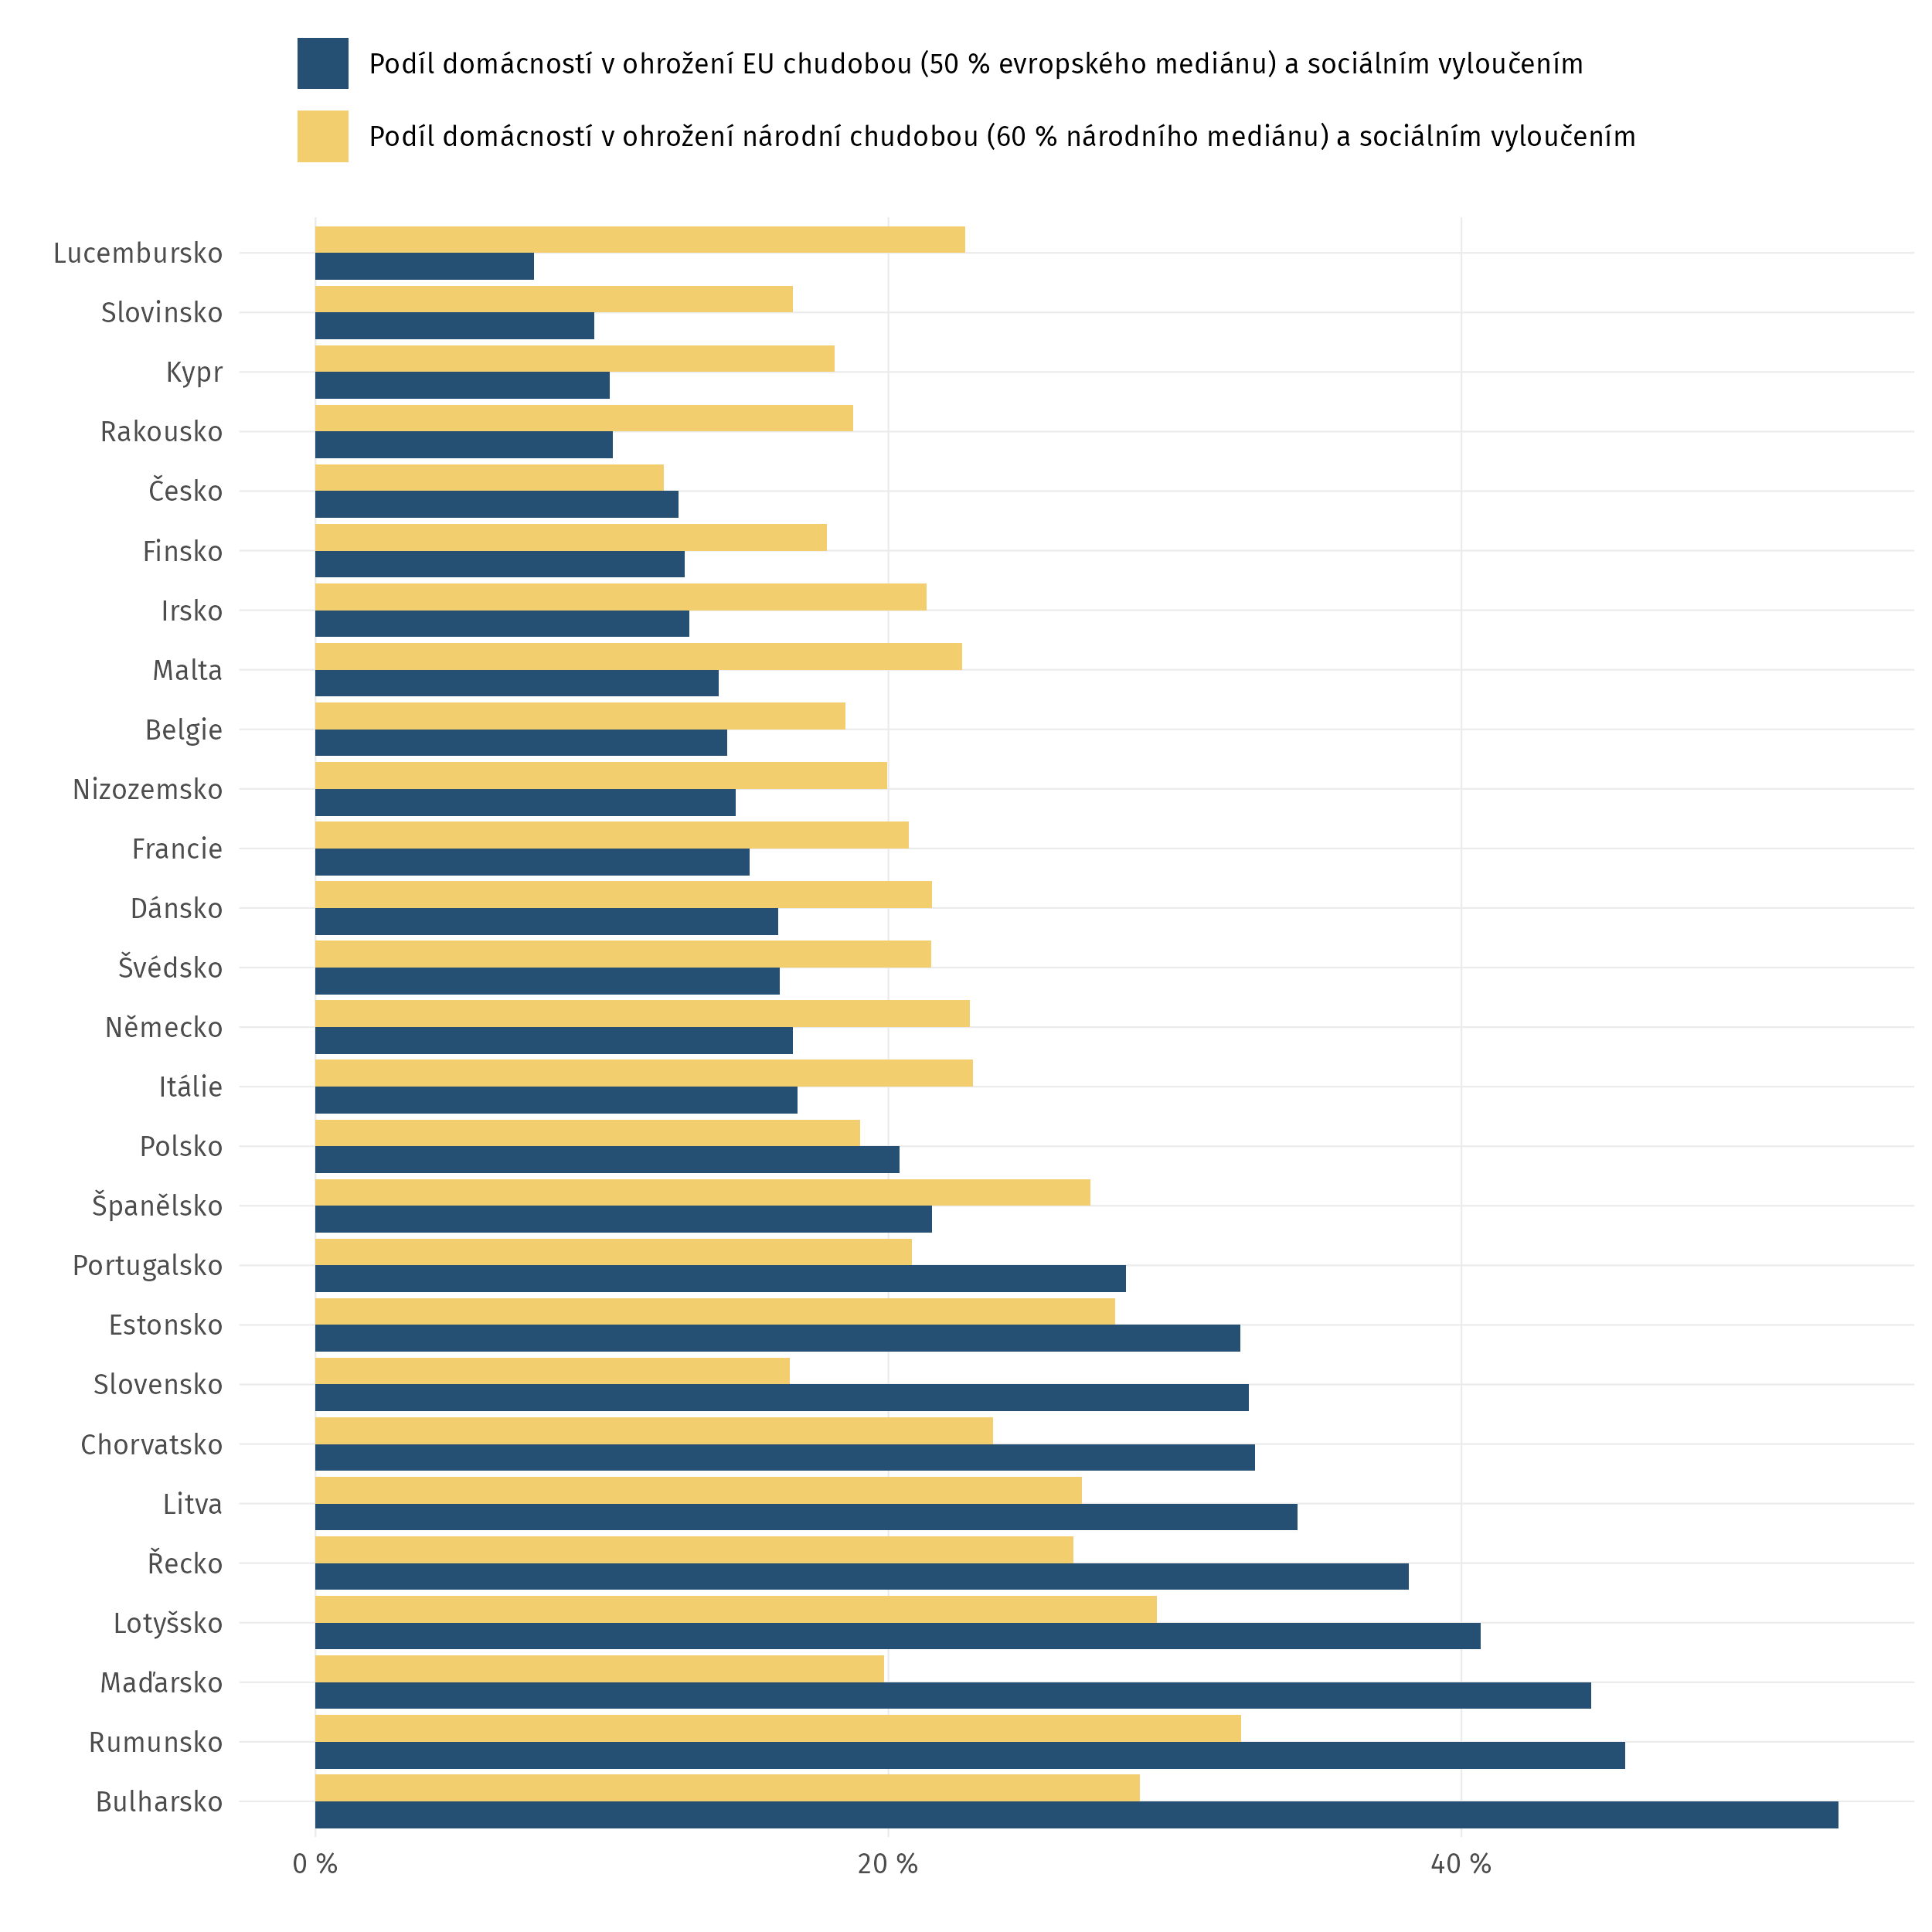 Podíl domácností v ohrožení EU chudobou (50 % evropského mediánu) a sociálním vyloučením
Podíl domácností v ohrožení národní chudobou (60 % národního mediánu) a sociálním vyloučením
Lucembursko
Slovinsko
Kypr
Rakousko
Česko
Finsko
Irsko
Malta
Belgie
Nizozemsko
Francie
Dánsko
Švédsko
Německo
Itálie
Polsko
Španělsko
Portugalsko
Estonsko
Slovensko
Chorvatsko
Litva
Řecko
Lotyšsko
Maďarsko
Rumunsko
Bulharsko
0 % 20 % 40 %